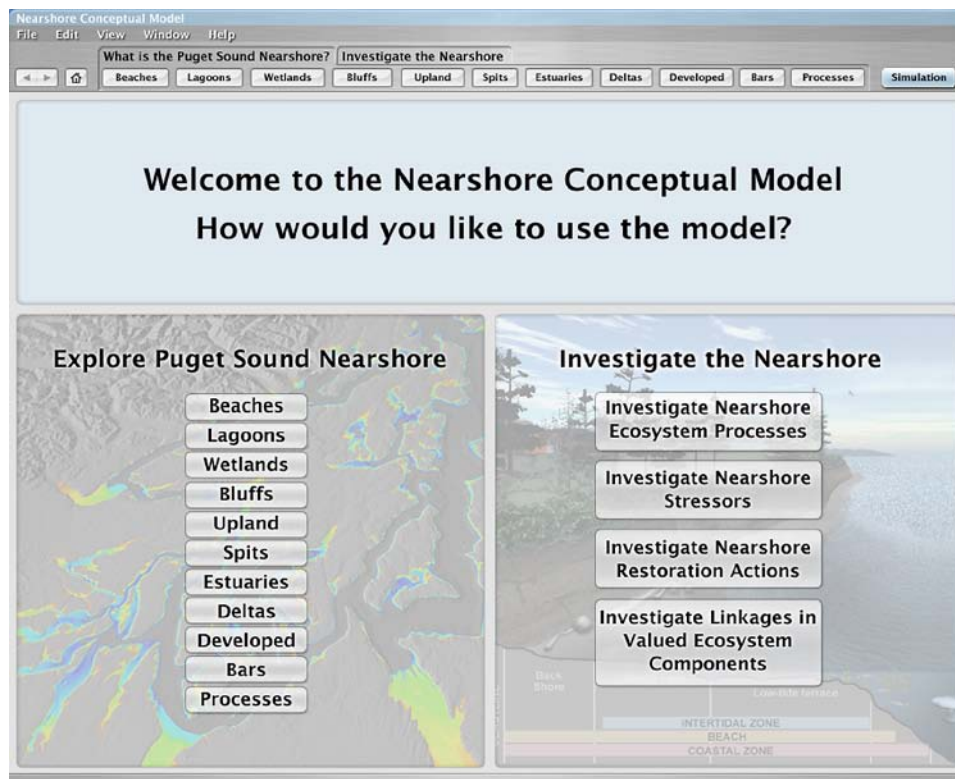 Nearshore Conceptual Model
File Edit View Window Help
What is the Puget Sound Nearshore? Investigate the Nearshore
Beaches Lagoons Wetlands Bluffs Upland Spits Estuaries Deltas Developed Bars Processes Simulation
Welcome to the Nearshore Conceptual Model
How would you like to use the model?
Explore Puget Sound Nearshore
Beaches
Lagoons
Wetlands
Bluffs
Upland
Spits
Estuaries
Deltas
Developed
Bars
Processes
Investigate the Nearshore
Investigate Nearshore
Ecosystem Processes
Investigate Nearshore
Stressors
Investigate Nearshore
Restoration Actions
Investigate Linkages in
Valued Ecosystem
Components
Back
Shore
Low-tide terrace
INTERTIDAL ZONE
BEACH
COASTAL ZONE